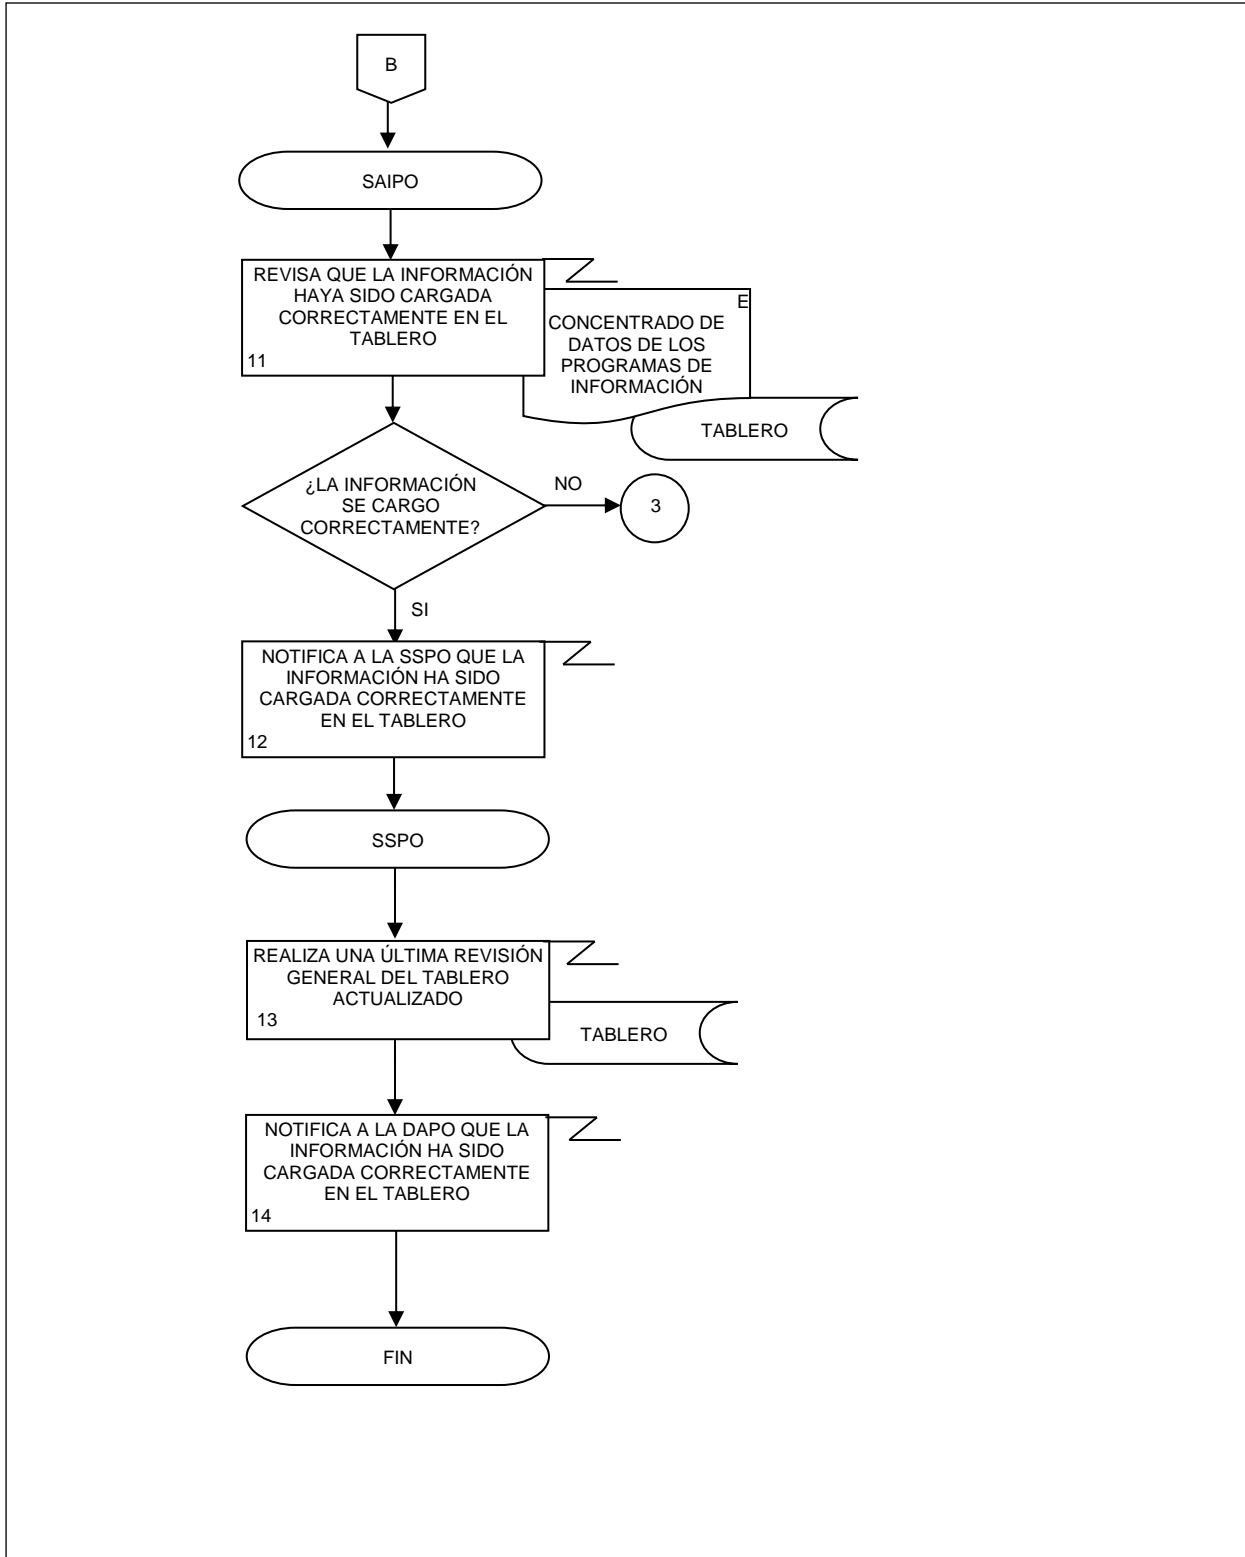 B
SAIPO
REVISA QUE LA INFORMACIÓN
HAYA SIDO CARGADA
CORRECTAMENTE EN EL
TABLERO
11
E
CONCENTRADO DE
DATOS DE LOS
PROGRAMAS DE
INFORMACIÓN
TABLERO
¿LA INFORMACIÓN
SE CARGO
CORRECTAMENTE?
NO
3
SI
NOTIFICA A LA SSPO QUE LA
INFORMACIÓN HA SIDO
CARGADA CORRECTAMENTE
EN EL TABLERO
12
SSPO
REALIZA UNA ÚLTIMA REVISIÓN
GENERAL DEL TABLERO
ACTUALIZADO
13
TABLERO
NOTIFICA A LA DAPO QUE LA
INFORMACIÓN HA SIDO
CARGADA CORRECTAMENTE
EN EL TABLERO
14
FIN